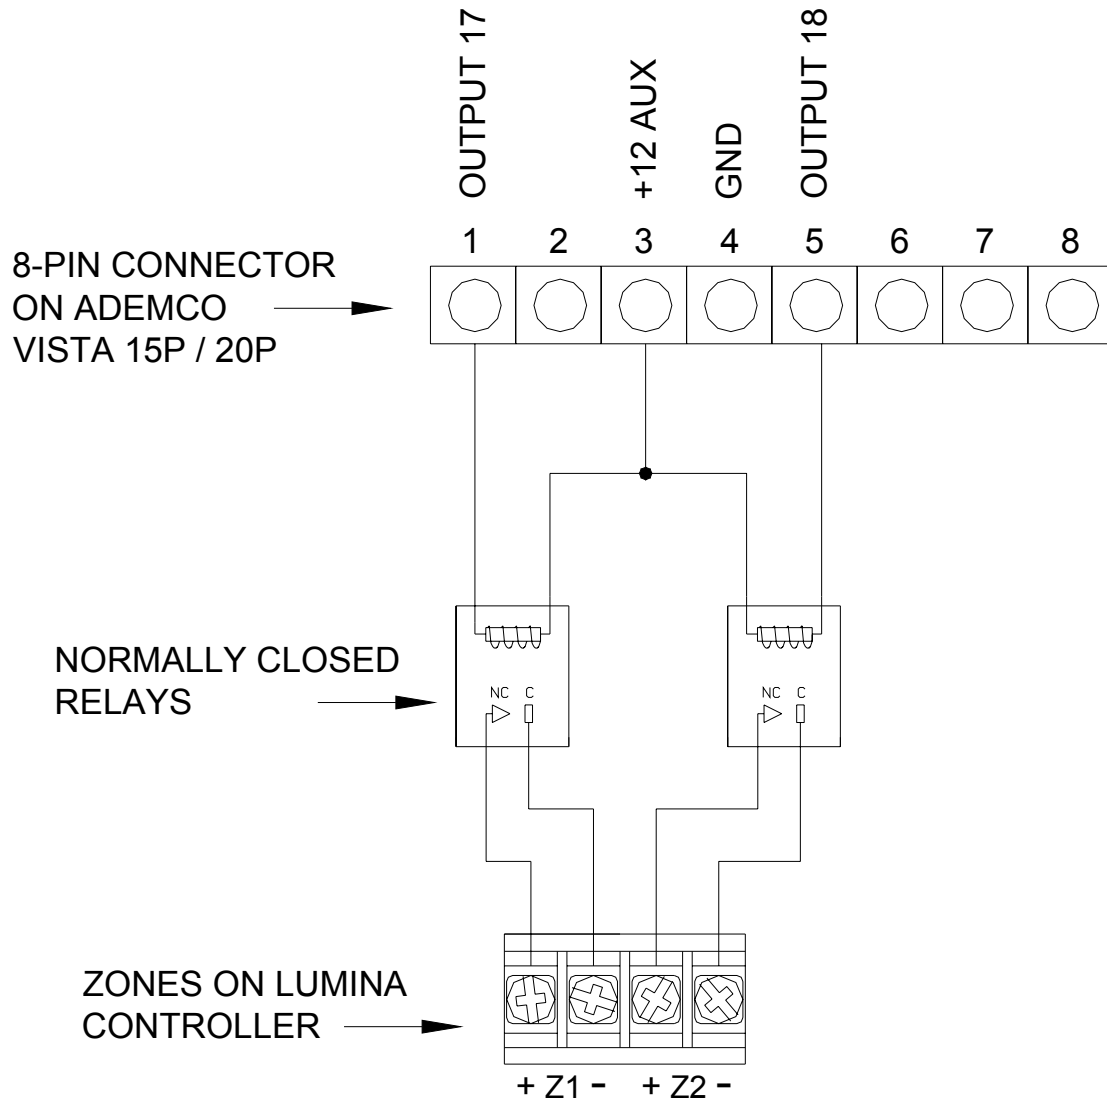 OUTPUT 17
+12 AUX
GND
OUTPUT 18
1 2 3 4 5 6 7 8
8-PIN CONNECTOR
ON ADEMCO
VISTA 15P / 20P
NORMALLY CLOSED
RELAYS
NC C
NC C
ZONES ON LUMINA
CONTROLLER
+ Z1 - + Z2 -